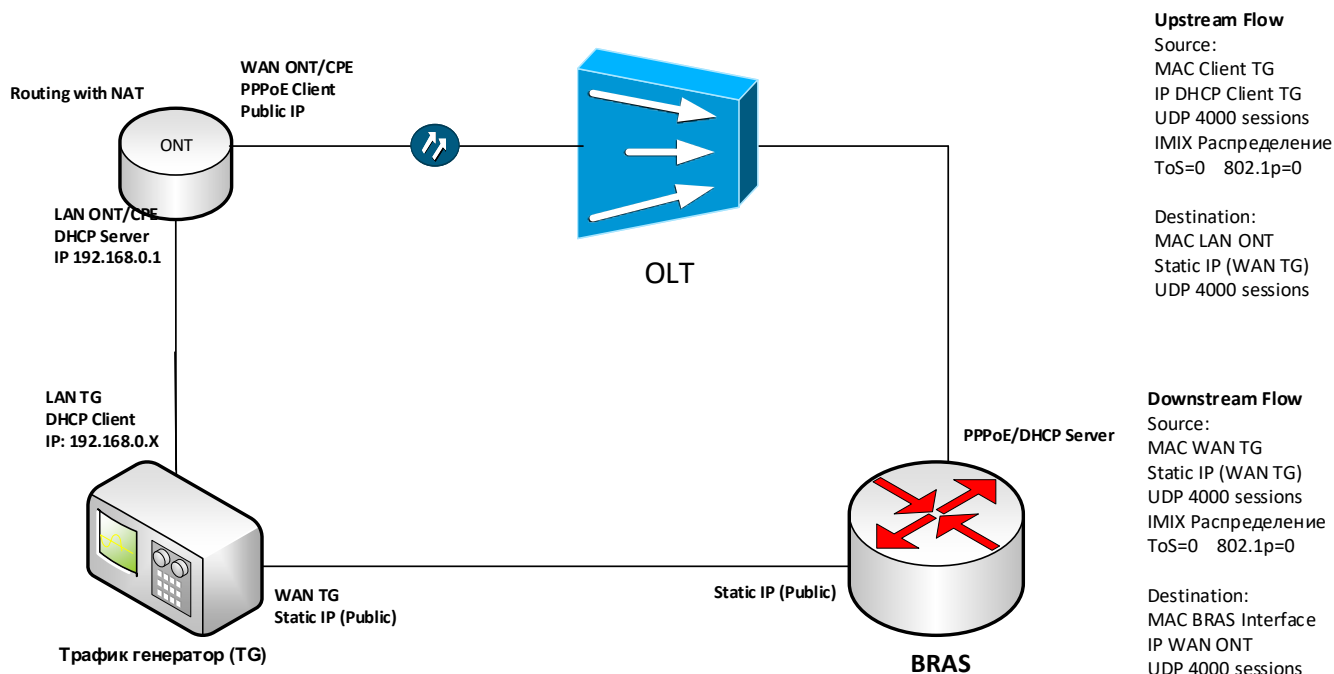 WAN ONT/CPE
PPPoE Client
Public IP
Routing with NAT
ONT
LAN ONT/CPE
DHCP Server
IP 192.168.0.1
OLT
LAN TG
DHCP Client
IP: 192.168.0.X
WAN TG
Static IP (Public)
Трафик генератор (TG)
PPPoE/DHCP Server
Static IP (Public)
BRAS
Upstream Flow
Source:
MAC Client TG
IP DHCP Client TG
UDP 4000 sessions
IMIX Распределение
ToS=0 802.1p=0
Destination:
MAC LAN ONT
Static IP (WAN TG)
UDP 4000 sessions
Downstream Flow
Source:
MAC WAN TG
Static IP (WAN TG)
UDP 4000 sessions
IMIX Распределение
ToS=0 802.1p=0
Destination:
MAC BRAS Interface
IP WAN ONT
UDP 4000 sessions